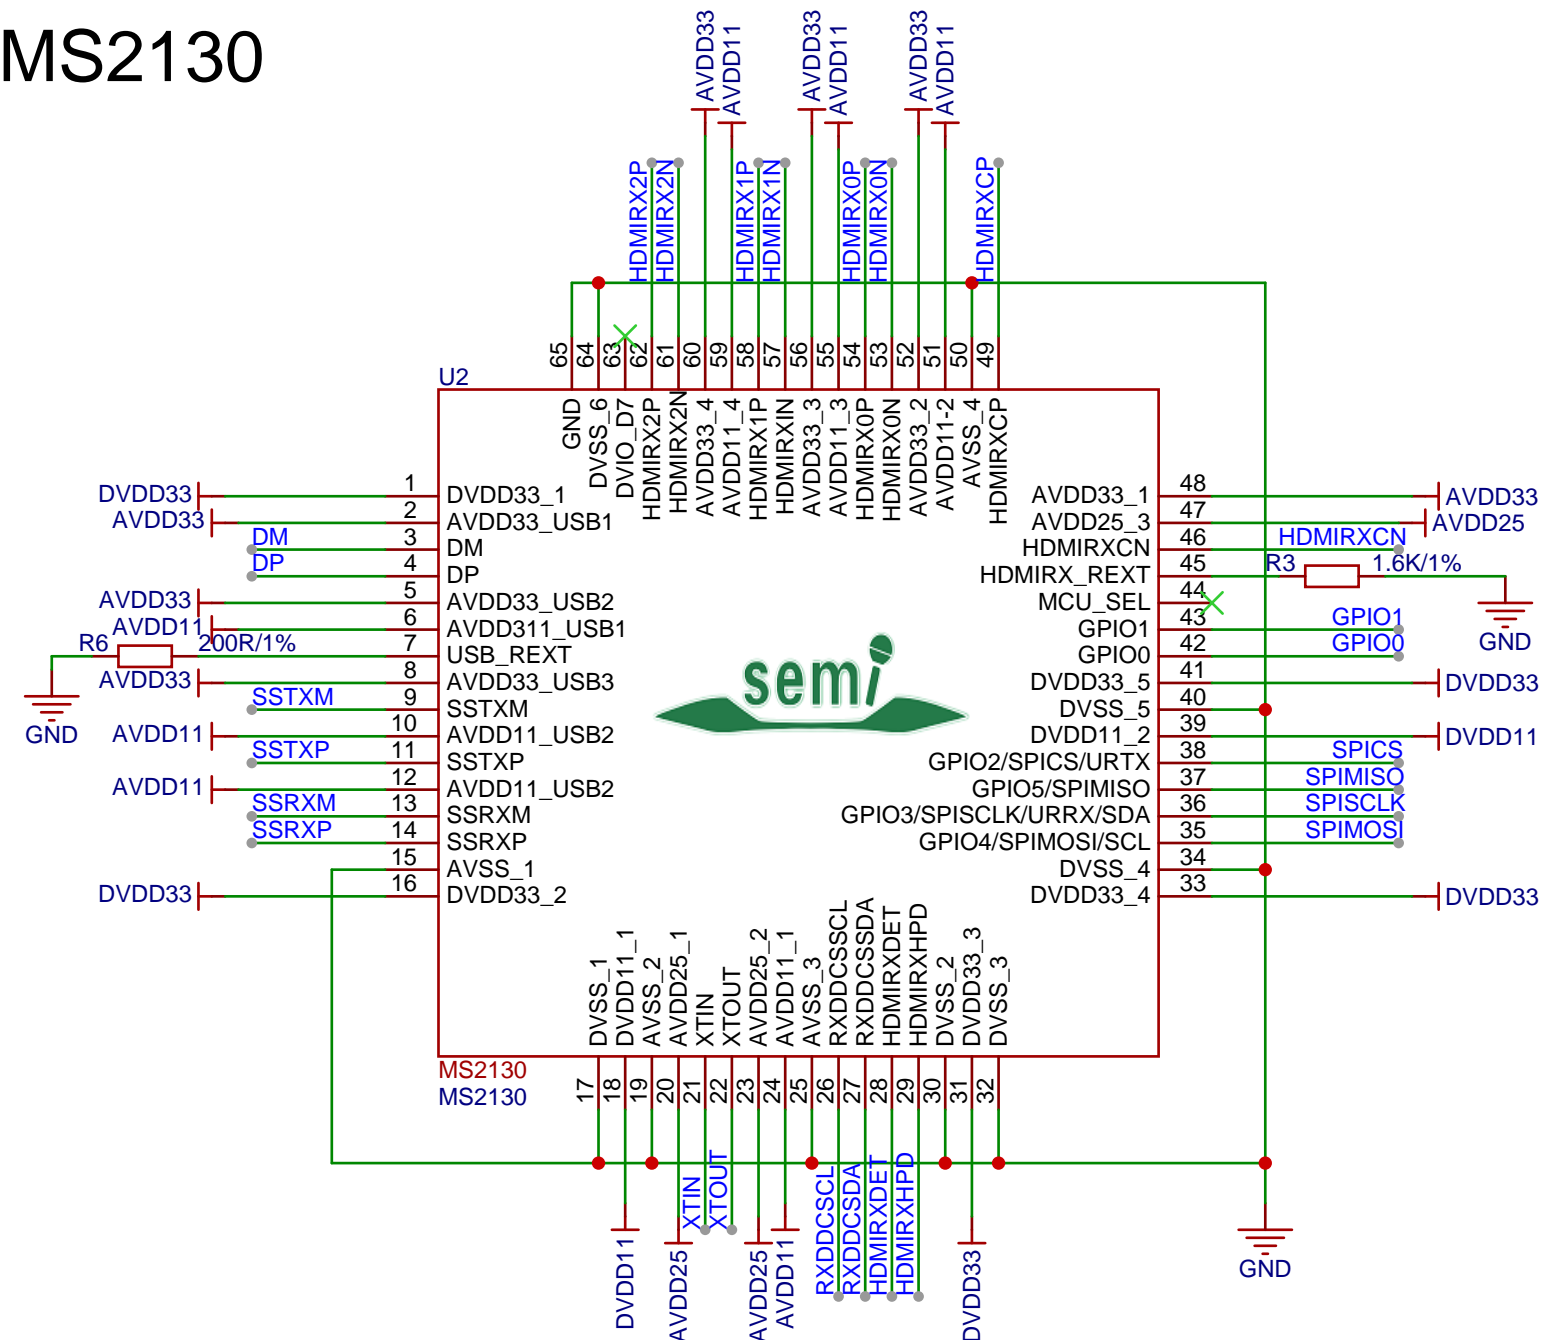 MS2130
AVDD33
AVDD11
AVDD33
AVDD11
AVDD33
AVDD11
HDMIRX2P
HDMIRX2N
HDMIRX1P
HDMIRX1N
HDMIRX0P
HDMIRX0N
HDMIRXCP
65
64
63
62
61
60
59
58
57
56
55
54
53
52
51
50
49
U2
GND
DVSS_6
DVIO_D7
HDMIRX2P
HDMIRX2N
AVDD33_4
AVDD11_4
HDMIRX1P
HDMIRXIN
AVDD33_3
AVDD11_3
HDMIRX0P
HDMIRX0N
AVDD33_2
AVDD11-2
AVSS_4
HDMIRXCP
DVDD33 1 DVDD33_1
AVDD33 2 AVDD33_USB1
DM 3 DM
DP 4 DP
AVDD33 5 AVDD33_USB2
AVDD11 6 AVDD311_USB1
R6 200R/1% 7 USB_REXT
AVDD33 8 AVDD33_USB3
SSTXM 9 SSTXM
GND
AVDD11 10 AVDD11_USB2
SSTXP 11 SSTXP
AVDD11 12 AVDD11_USB2
SSRXM 13 SSRXM
SSRXP 14 SSRXP
15 AVSS_1
DVDD33 16 DVDD33_2
semi
AVDD33_1 48 AVDD33
AVDD25_3 47 AVDD25
HDMIRXCN 46 HDMIRXCN
HDMIRX_REXT 45 R3 1.6K/1%
MCU_SEL 44
GPIO1 43 GPIO1
GPIO0 42 GPIO0
GND
DVDD33_5 41 DVDD33
DVSS_5 40
DVDD11_2 39 DVDD11
GPIO2/SPICS/URTX 38 SPICS
GPIO5/SPIMISO 37 SPIMISO
GPIO3/SPISCLK/URRX/SDA 36 SPISCLK
GPIO4/SPIMOSI/SCL 35 SPIMOSI
DVSS_4 34
DVDD33_4 33 DVDD33
DVSS_1
DVDD11_1
AVSS_2
AVDD25_1
XTIN
XTOUT
AVDD25_2
AVDD11_1
AVSS_3
RXDDCSSCL
RXDDCSSDA
HDMIRXDET
HDMIRXHPD
DVSS_2
DVDD33_3
DVSS_3
MS2130
MS2130
17
18
19
20
21
22
23
24
25
26
27
28
29
30
31
32
DVDD11
AVDD25
XTIN
XTOUT
AVDD25
AVDD11
RXDDCSCL
RXDDCSDA
HDMIRXDET
HDMIRXHPD
DVDD33
GND